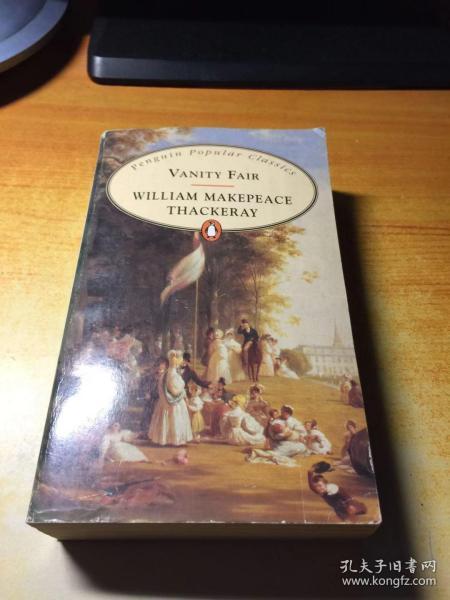 Penguin Popular Classics
VANITY FAIR
WILLIAM MAKEPEACE
THACKERAY
孔夫子旧书网
www.kongfz.com